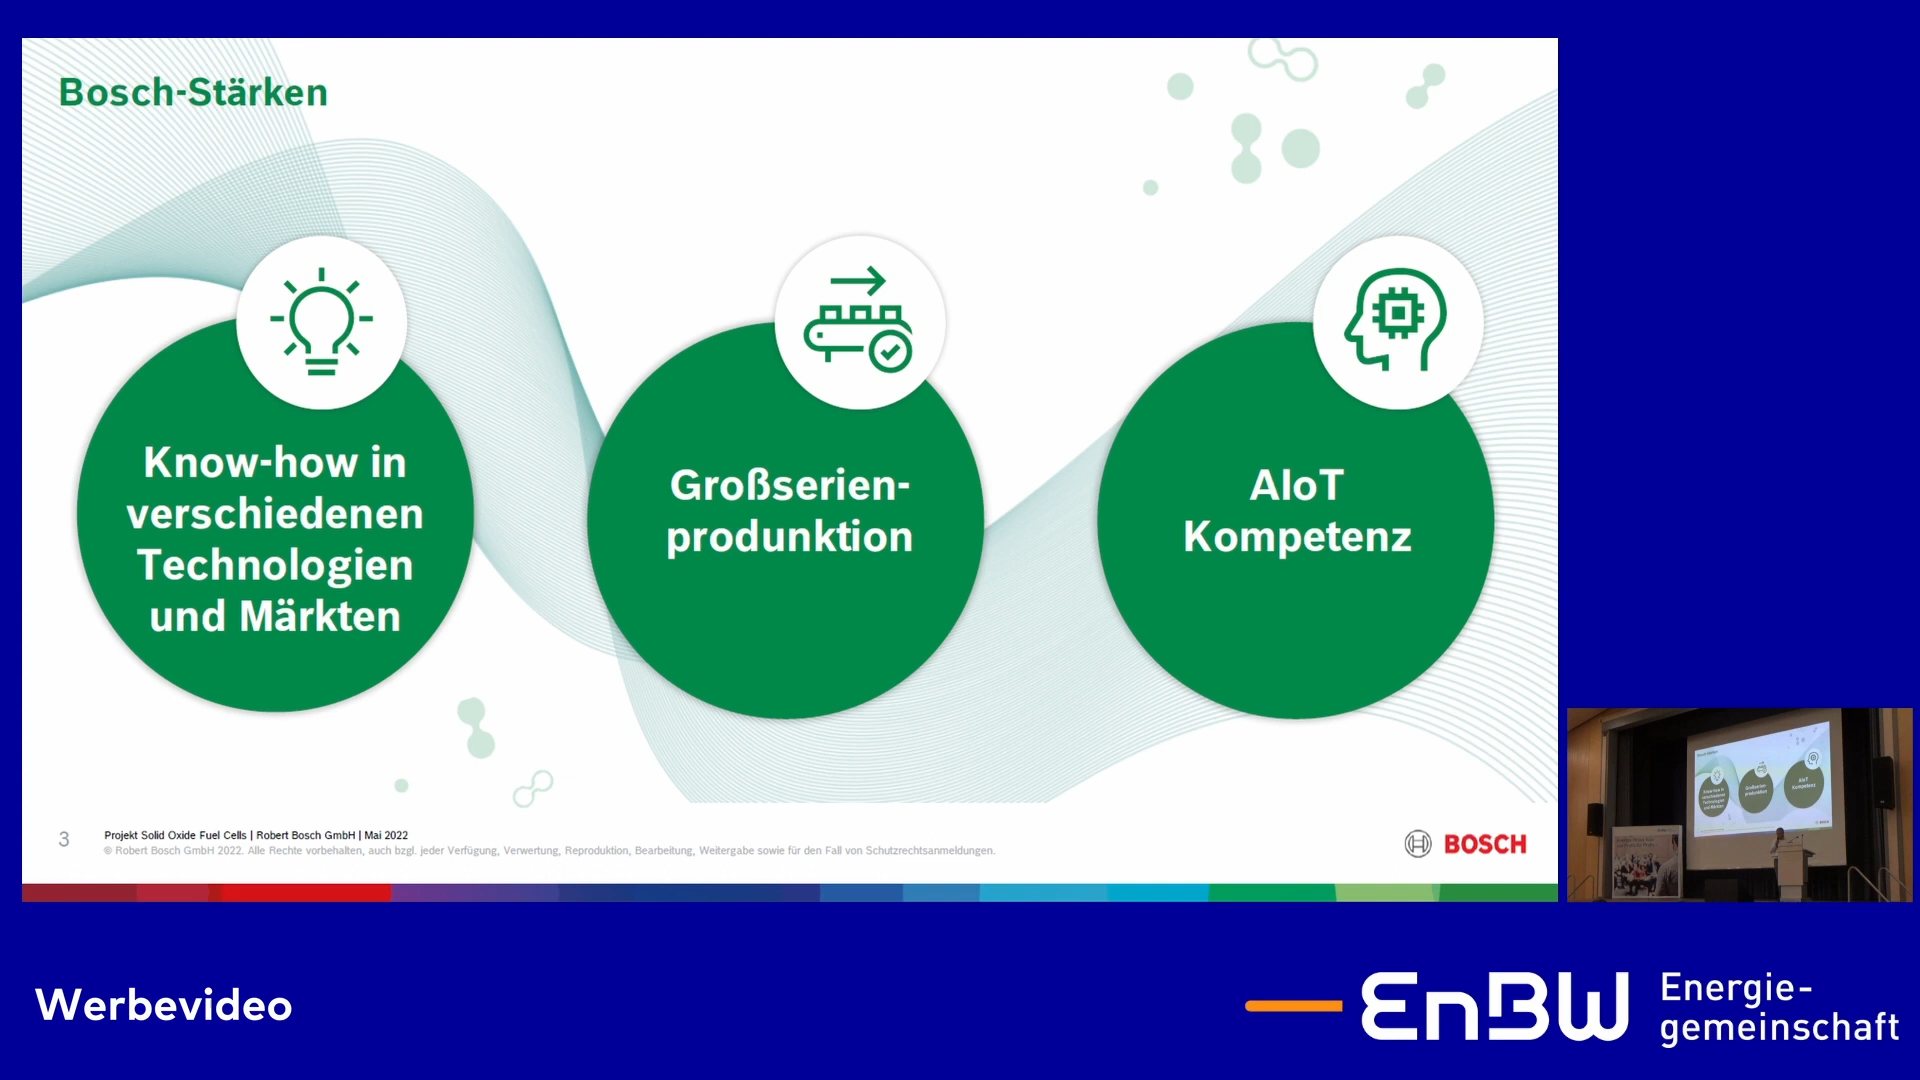 Bosch-Stärken
Know-how in
verschiedenen
Technologien
und Märkten
Großserien-
produnktion
AIoT
Kompetenz
3
Projekt Solid Oxide Fuel Cells | Robert Bosch GmbH | Mai 2022
© Robert Bosch GmbH 2022. Alle Rechte vorbehalten, auch bzgl. jeder Verfügung, Verwertung, Reproduktion, Bearbeitung, Weitergabe sowie für den Fall von Schutzrechtsanmeldungen.
BOSCH
Werbevideo
EnBW
Energie-
gemeinschaft